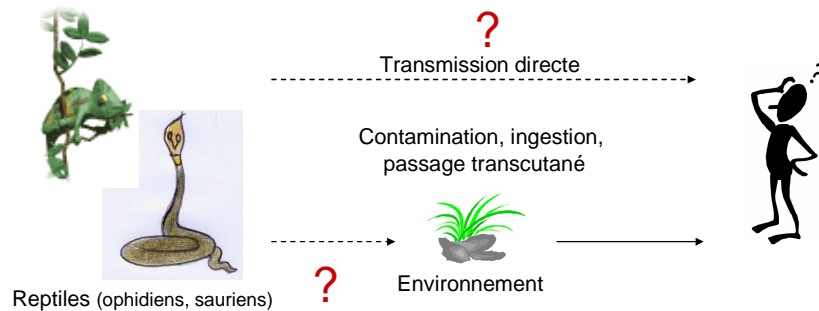 ?
Transmission directe
Contamination, ingestion,
passage transcutané
?
Environnement
Reptiles (ophidiens, sauriens)
? ?